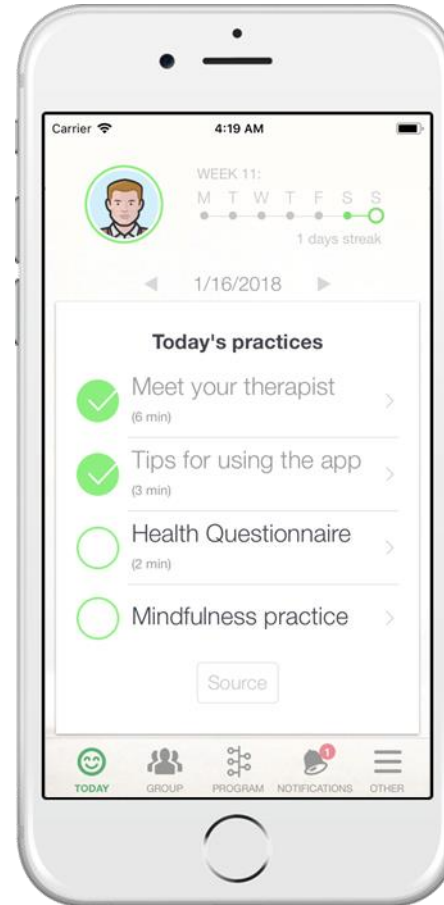 Carrier 4:19 AM
WEEK 11:
M T W T F S S
1 days streak
1/16/2018
Today's practices
Meet your therapist
(6 min)
Tips for using the app
(3 min)
Health Questionnaire
(2 min)
Mindfulness practice
Source
1
TODAY GROUP PROGRAM NOTIFICATIONS OTHER